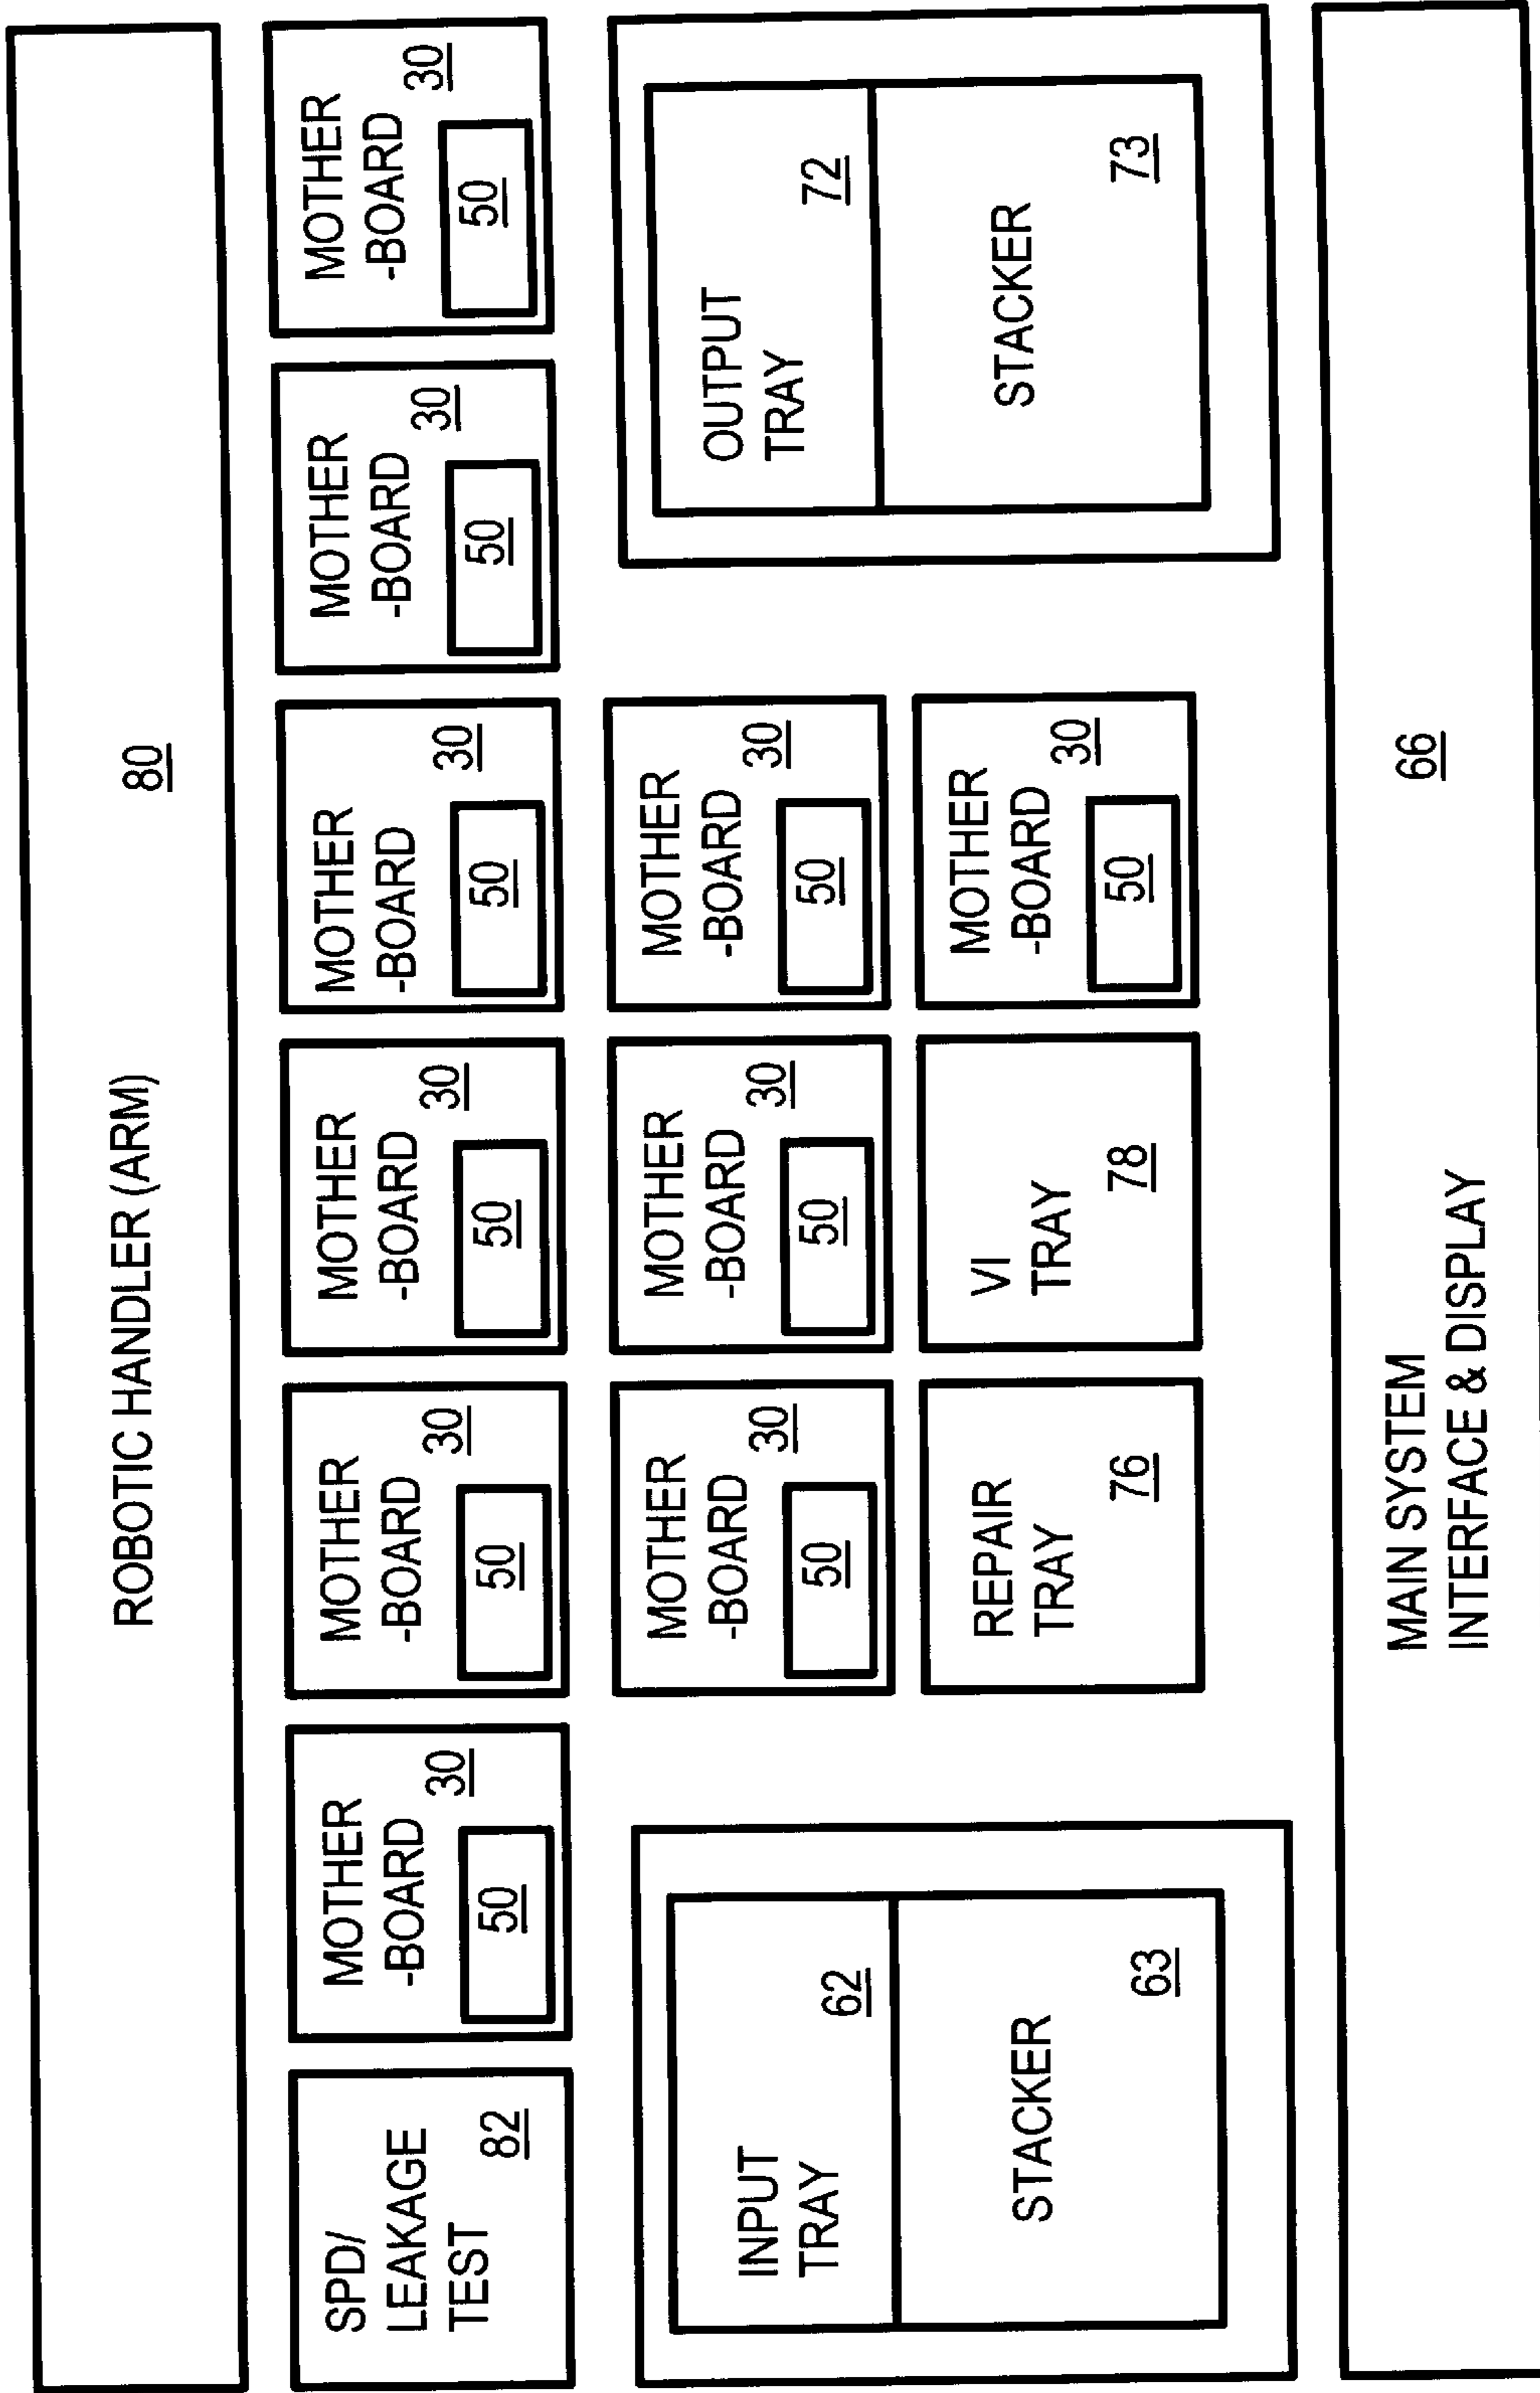 ROBOTIC HANDLER (ARM)
80
SPD/
LEAKAGE
TEST
82
MOTHER
-BOARD
30
50
MOTHER
-BOARD
30
50
MOTHER
-BOARD
30
50
MOTHER
-BOARD
30
50
MOTHER
-BOARD
30
50
MOTHER
-BOARD
30
50
INPUT
TRAY
62
STACKER
63
MOTHER
-BOARD
30
50
MOTHER
-BOARD
30
50
MOTHER
-BOARD
30
50
REPAIR
TRAY
76
VI
TRAY
78
MOTHER
-BOARD
30
50
OUTPUT
TRAY
72
STACKER
73
MAIN SYSTEM
INTERFACE & DISPLAY
66